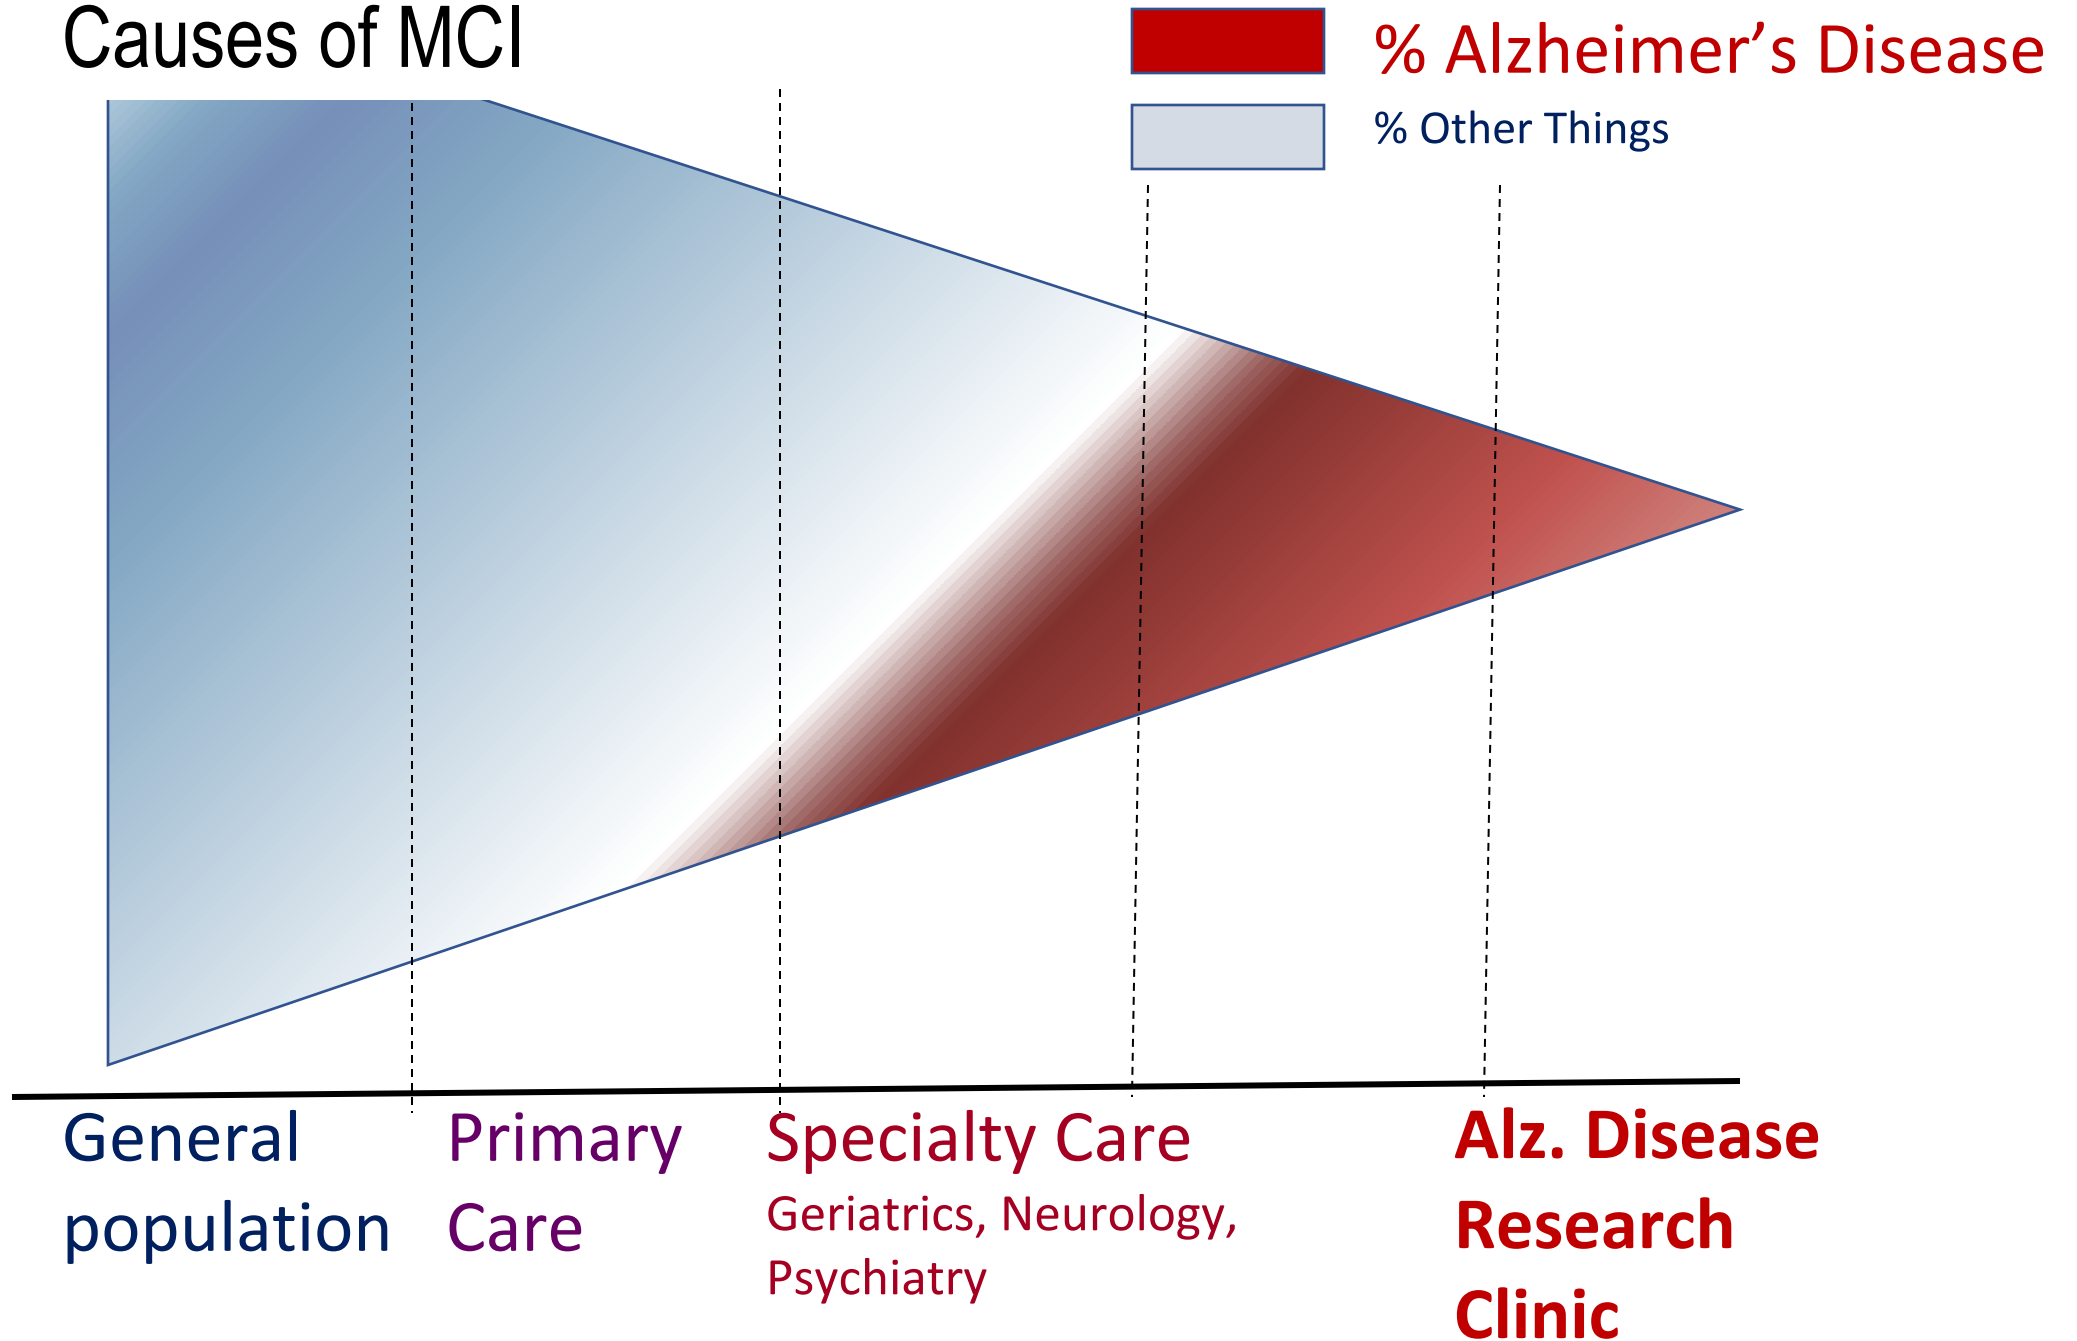 Causes of MCI
% Alzheimer’s Disease
% Other Things
General
population
Primary
Care
Specialty Care
Geriatrics, Neurology,
Psychiatry
Alz. Disease
Research
Clinic